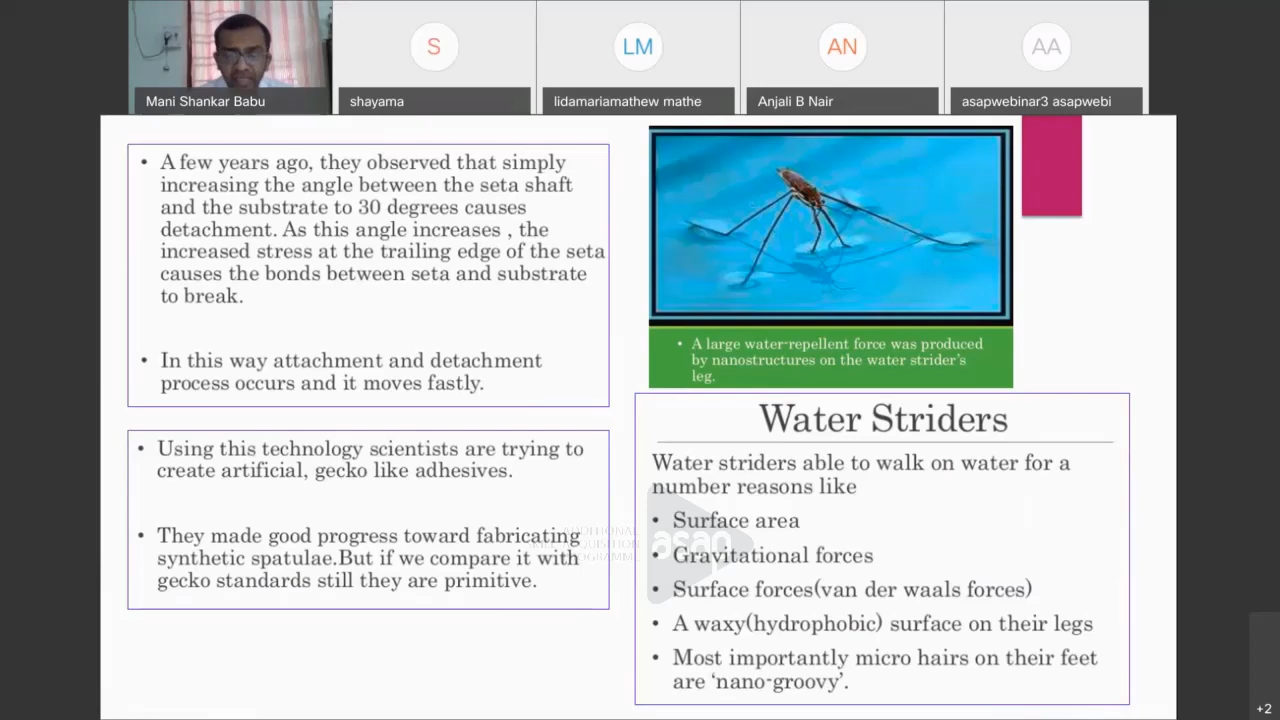 S
LM
AN
AA
Mani Shankar Babu
shayama
lidamariamathew mathe
Anjali B Nair
asapwebinar3 asapwebi
• A few years ago, they observed that simply
increasing the angle between the seta shaft
and the substrate to 30 degrees causes
detachment. As this angle increases , the
increased stress at the trailing edge of the seta
causes the bonds between seta and substrate
to break.
• In this way attachment and detachment
process occurs and it moves fastly.
• Using this technology scientists are trying to
create artificial, gecko like adhesives.
• They made good progress toward fabricating
synthetic spatulae.But if we compare it with
gecko standards still they are primitive.
• A large water-repellent force was produced
by nanostructures on the water strider's
leg.
Water Striders
Water striders able to walk on water for a
number reasons like
• Surface area
• Gravitational forces
• Surface forces(van der waals forces)
• A waxy(hydrophobic) surface on their legs
• Most importantly micro hairs on their feet
are ‘nano-groovy’.
ADDITIONAL
asap
+2